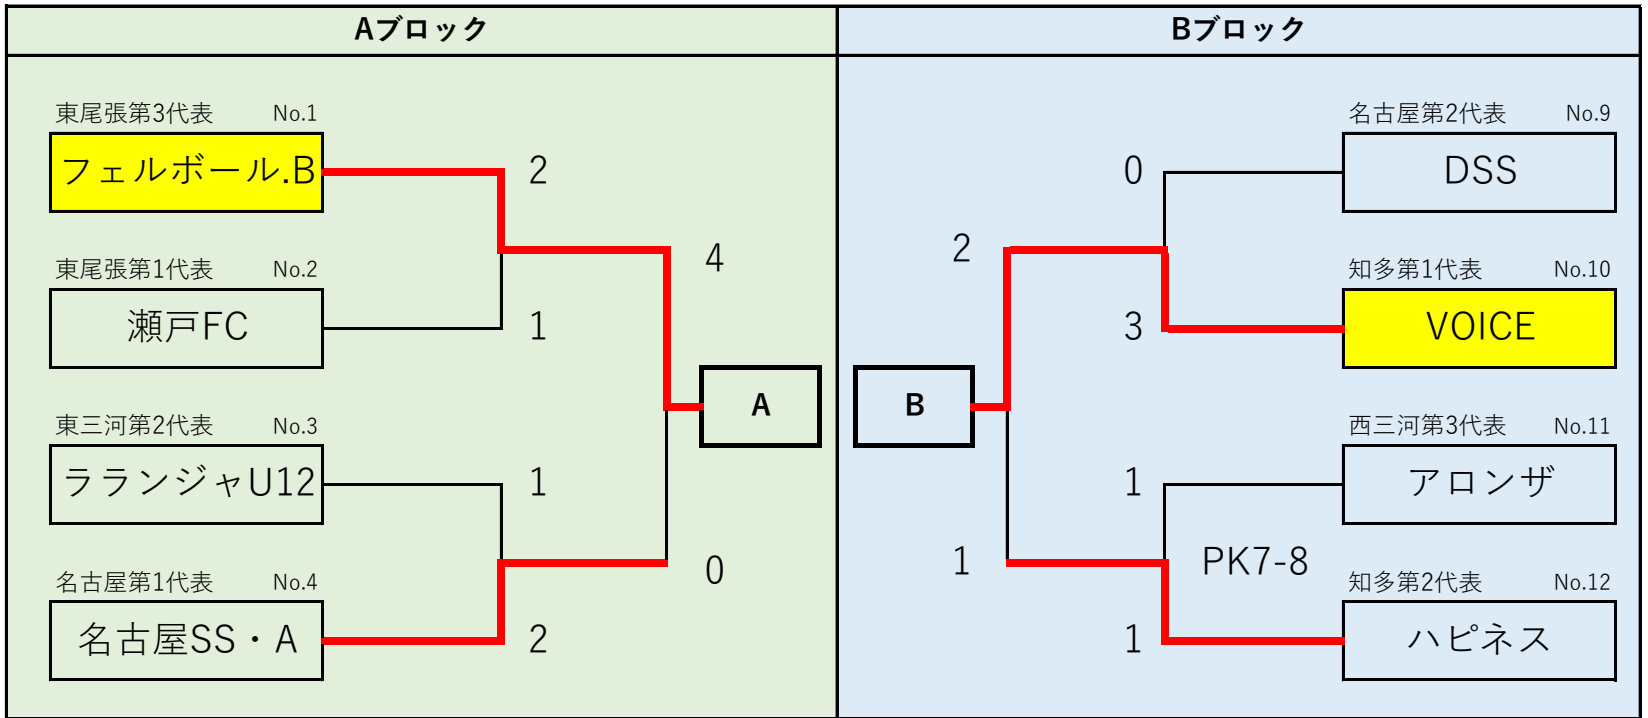 Aブロック
東尾張第3代表 No.1
フェルボール.B
2
4
東尾張第1代表 No.2
瀬戸FC
1
A
東三河第2代表 No.3
ラランジャU12
1
0
名古屋第1代表 No.4
名古屋SS・A
2
Bブロック
名古屋第2代表 No.9
0
DSS
2
知多第1代表 No.10
3
VOICE
B
西三河第3代表 No.11
1
アロンザ
1
PK7-8
知多第2代表 No.12
1
ハピネス